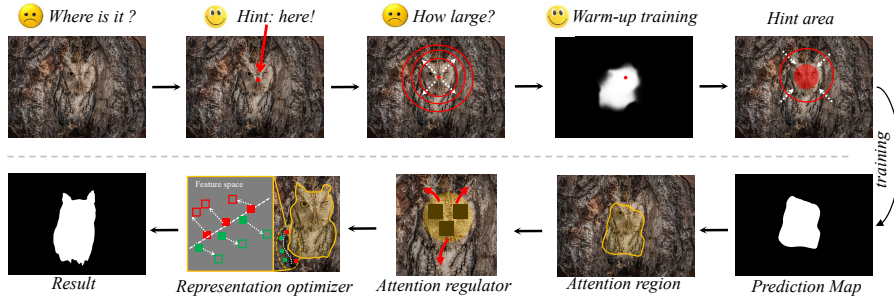 Where is it ?
Hint: here!
How large?
Warm-up training
Hint area
training
Feature space
Result
Representation optimizer
Attention regulator
Attention region
Prediction Map